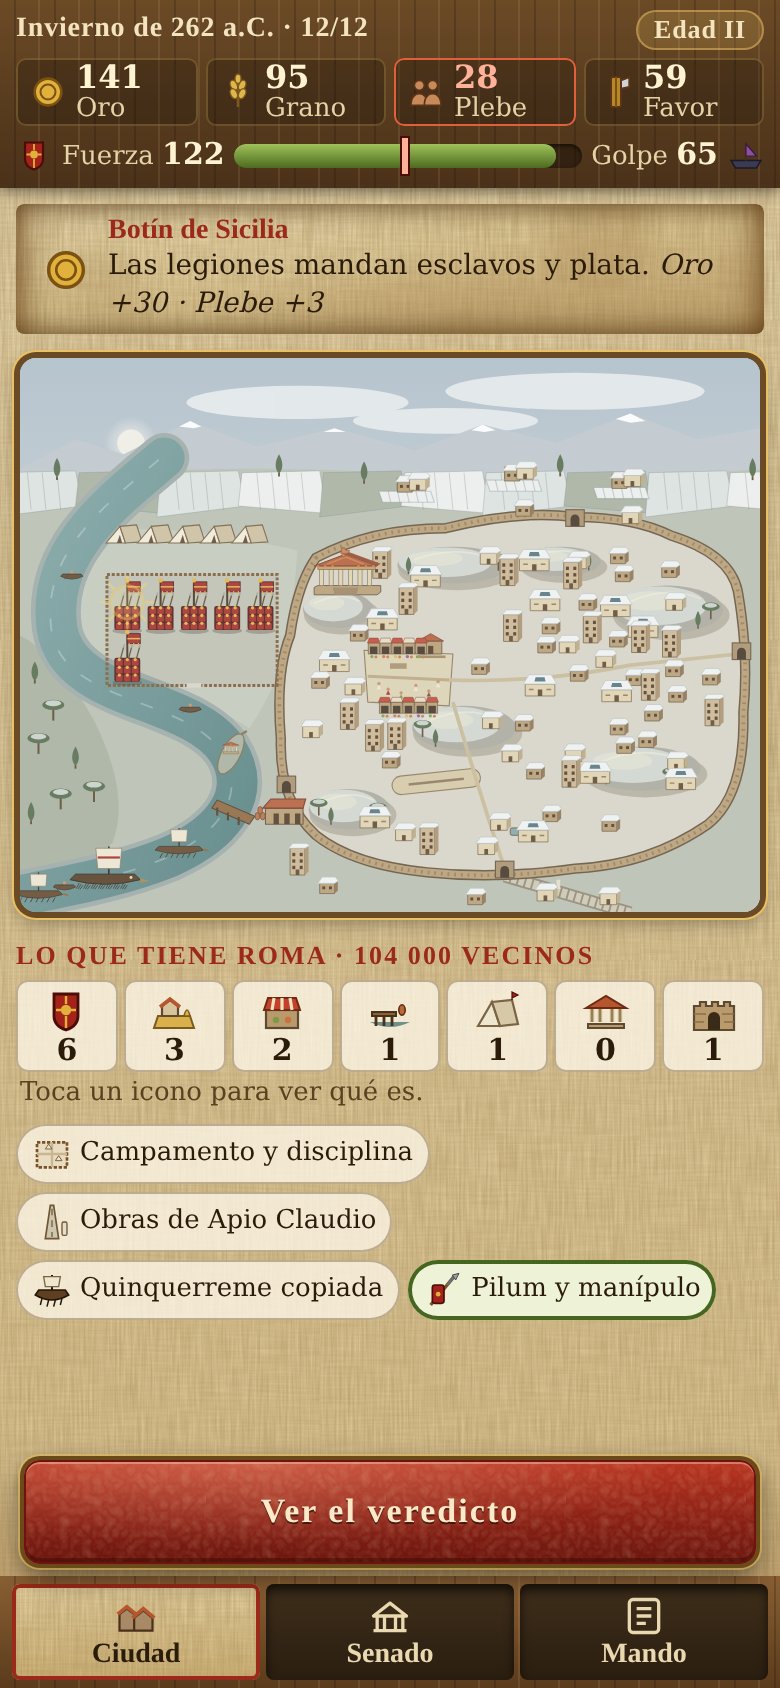 Invierno de 262 a.C. · 12/12
Edad II
141
Oro
95
Grano
28
Plebe
59
Favor
Fuerza 122
Golpe 65
Botín de Sicilia
Las legiones mandan esclavos y plata. Oro
+30 · Plebe +3
LO QUE TIENE ROMA · 104 000 VECINOS
6
3
2
1
1
0
1
Toca un icono para ver qué es.
Campamento y disciplina
Obras de Apio Claudio
Quinquerreme copiada
Pilum y manípulo
Ver el veredicto
Ciudad
Senado
Mando